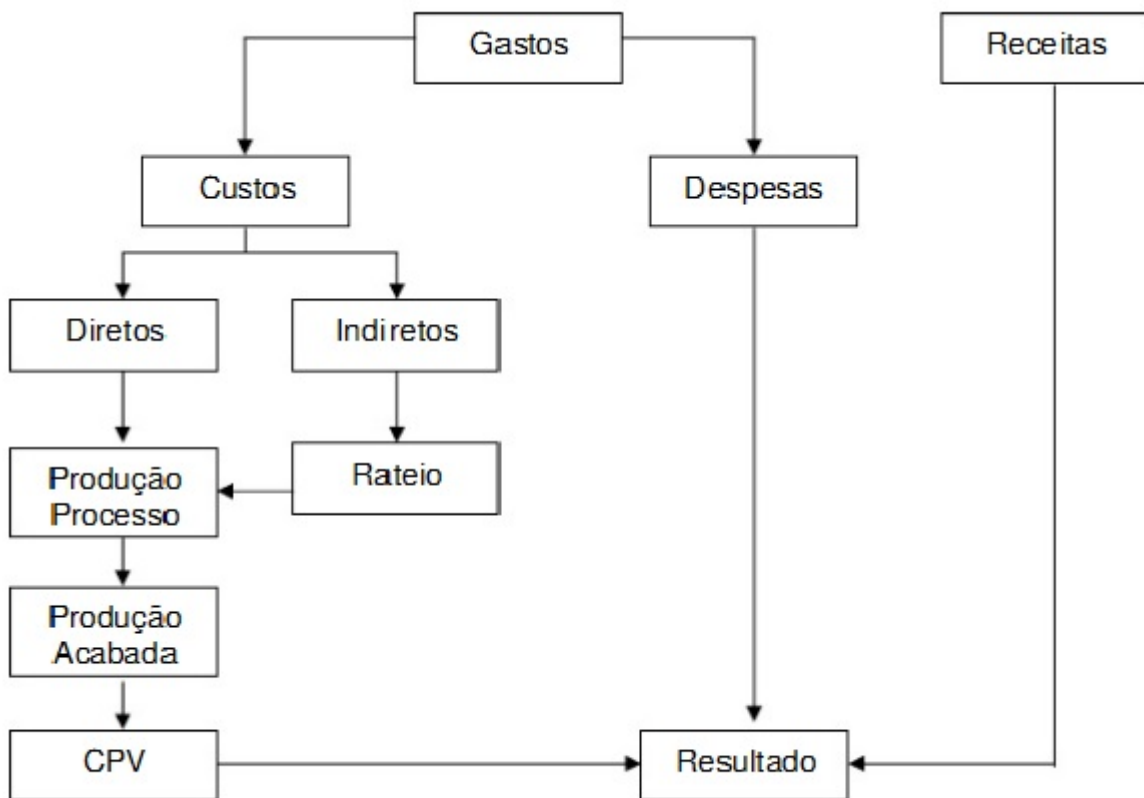 Gastos
Receitas
Custos
Despesas
Diretos
Indiretos
Produção
Processo
Rateio
Produção
Acabada
CPV
Resultado